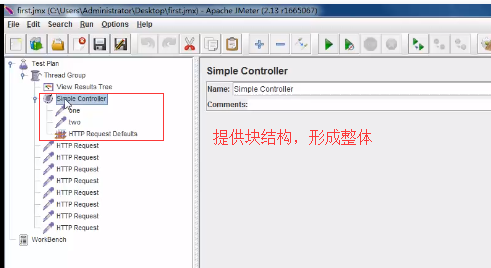 first.jmx (C:\Users\Administrator\Desktop\first.jmx) - Apache JMeter (2.13 r1665067)
File Edit Search Run Options Help
Test Plan
Thread Group
View Results Tree
Simple Controller
one
two
HTTP Request Defaults
HTTP Request
HTTP Request
HTTP Request
HTTP Request
HTTP Request
HTTP Request
HTTP Request
HTTP Request
WorkBench
Simple Controller
Name: Simple Controller
Comments:
提供块结构，形成整体